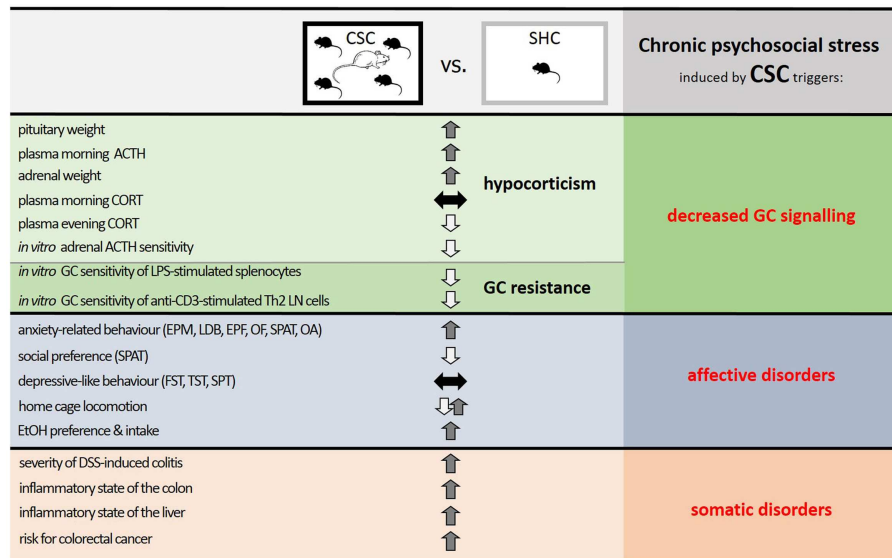 CSC
VS.
SHC
Chronic psychosocial stress
induced by CSC triggers:
pituitary weight
plasma morning ACTH
adrenal weight
plasma morning CORT
plasma evening CORT
in vitro adrenal ACTH sensitivity
hypocorticism
in vitro GC sensitivity of LPS-stimulated splenocytes
in vitro GC sensitivity of anti-CD3-stimulated Th2 LN cells
GC resistance
decreased GC signalling
anxiety-related behaviour (EPM, LDB, EPF, OF, SPAT, OA)
social preference (SPAT)
depressive-like behaviour (FST, TST, SPT)
home cage locomotion
EtOH preference & intake
affective disorders
severity of DSS-induced colitis
inflammatory state of the colon
inflammatory state of the liver
risk for colorectal cancer
somatic disorders